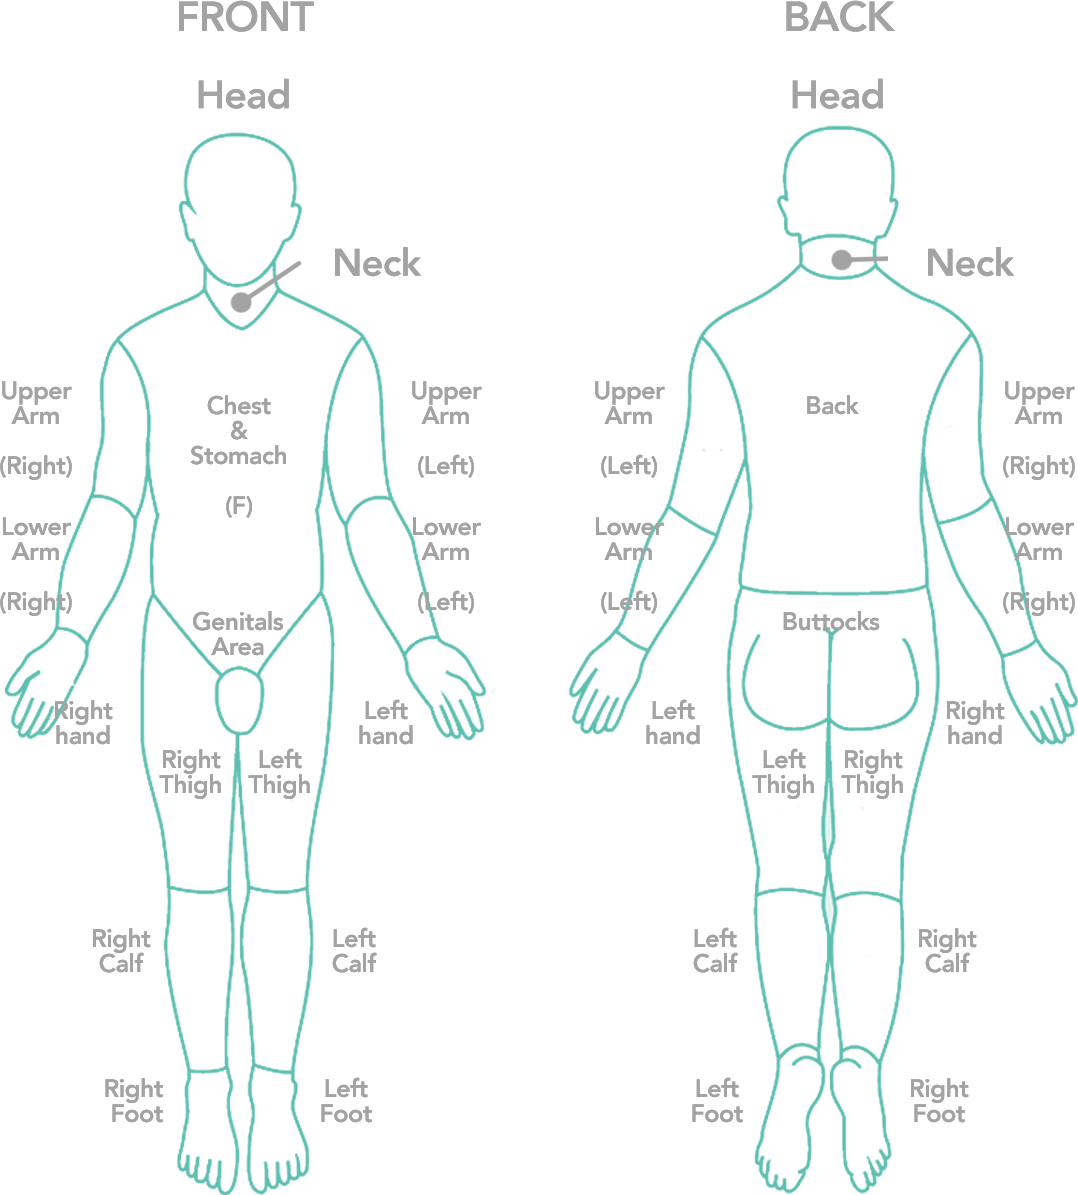 FRONT
Head
Neck
Upper
Arm
(Right)
Chest
&
Stomach
(F)
Upper
Arm
(Left)
Lower
Arm
(Right)
Lower
Arm
(Left)
Genitals
Area
Right
hand
Left
hand
Right
Thigh
Left
Thigh
Right
Calf
Left
Calf
Right
Foot
Left
Foot
BACK
Head
Neck
Upper
Arm
(Left)
Back
Upper
Arm
(Right)
Lower
Arm
(Left)
Lower
Arm
(Right)
Buttocks
Left
hand
Right
hand
Left
Thigh
Right
Thigh
Left
Calf
Right
Calf
Left
Foot
Right
Foot